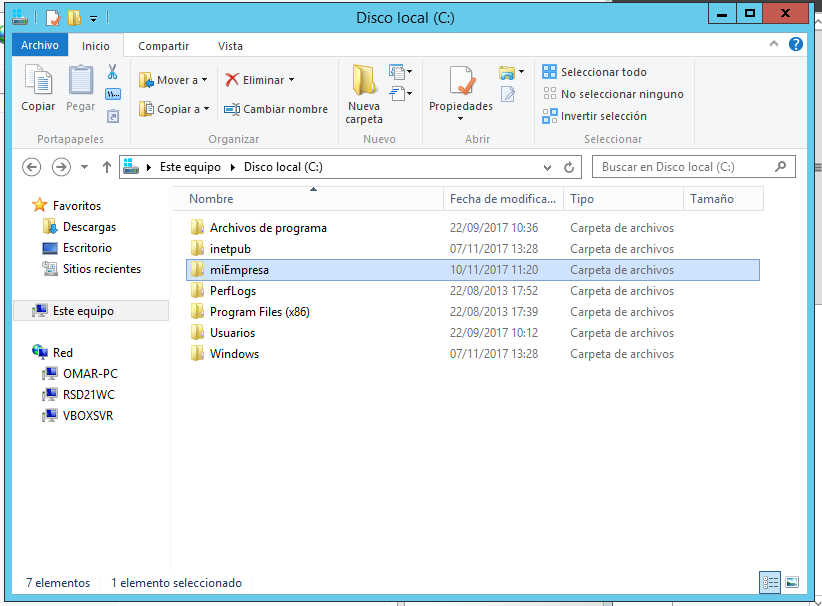 Disco local (C:)
Archivo Inicio Compartir Vista
Copiar Pegar Mover a Copiar a Eliminar Cambiar nombre Nueva carpeta Propiedades Seleccionar todo No seleccionar ninguno Invertir selección
Portapapeles Organizar Nuevo Abrir Seleccionar
Este equipo Disco local (C:) Buscar en Disco local (C:)
Favoritos
Descargas
Escritorio
Sitios recientes
Este equipo
Red
OMAR-PC
RSD21WC
VBOXSVR
Nombre Fecha de modifica... Tipo Tamaño
Archivos de programa 22/09/2017 10:36 Carpeta de archivos
inetpub 07/11/2017 13:28 Carpeta de archivos
miEmpresa 10/11/2017 11:20 Carpeta de archivos
PerfLogs 22/08/2013 17:52 Carpeta de archivos
Program Files (x86) 22/08/2013 17:39 Carpeta de archivos
Usuarios 22/09/2017 10:12 Carpeta de archivos
Windows 07/11/2017 13:28 Carpeta de archivos
7 elementos 1 elemento seleccionado